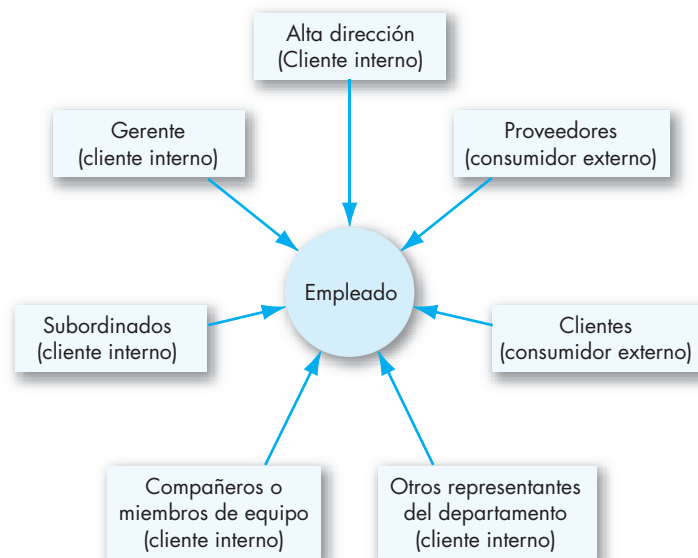 Alta dirección
(Cliente interno)
Gerente
(cliente interno)
Proveedores
(consumidor externo)
Empleado
Subordinados
(cliente interno)
Clientes
(consumidor externo)
Compañeros o
miembros de equipo
(cliente interno)
Otros representantes
del departamento
(cliente interno)